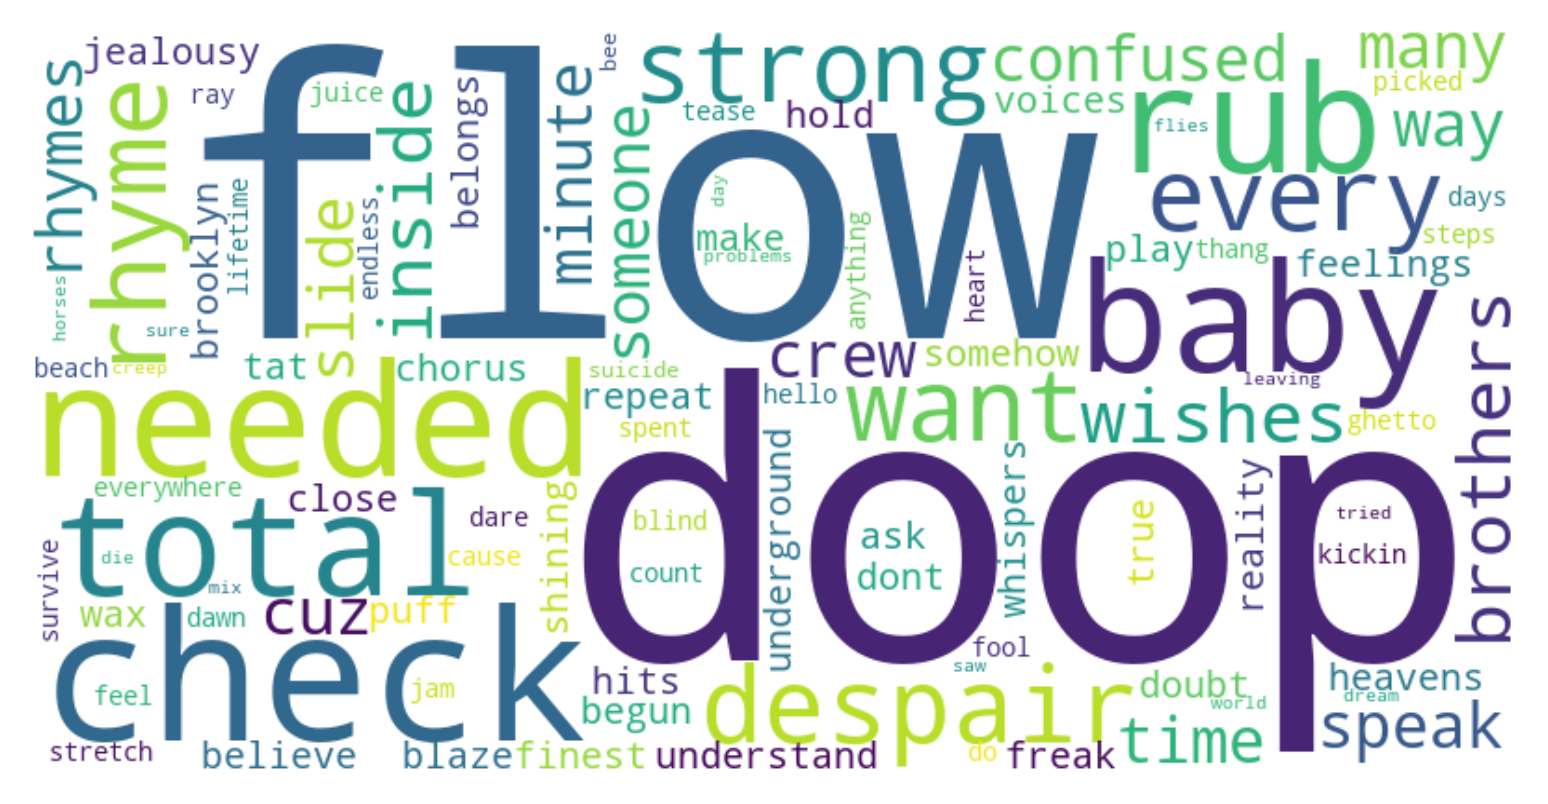 flow
doop
check
baby
needed
total
rub
despair
strong
want
every
rhyme
inside
brothers
wishes
someone
minute
slide
rhymes
confused
many
way
time
speak
crew
cuz
jealousy
ray
juice
belongs
bee
tease
hold
voices
picked
flies
days
steps
play
thang
feelings
brooklyn
lifetime
endless
horses
sure
beach
creep
tat
chorus
make
day
problems
anything
heart
somehow
leaving
suicide
repeat
hello
spent
ghetto
everywhere
close
dare
shining
blind
count
underground
ask
dont
whispers
true
reality
tried
kickin
survive
die
mix
cause
wax
dawn
puff
feel
jam
hits
begun
fool
saw
doubt
world
heavens
dream
stretch
believe
blaze
finest
understand
do
freak